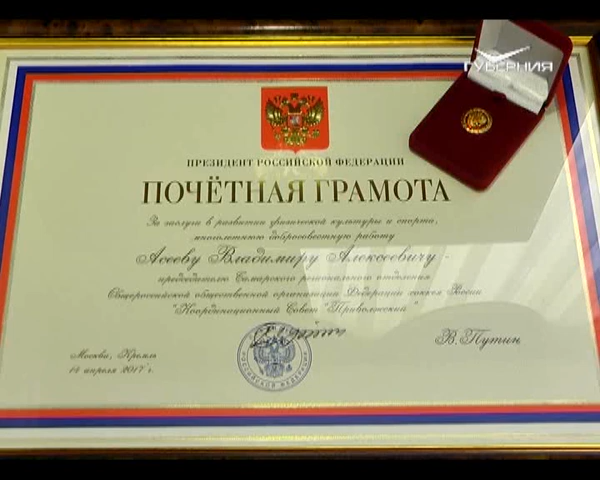 ГУБЕРНИЯ
ПРЕЗИДЕНТ РОССИЙСКОЙ ФЕДЕРАЦИИ
ПОЧЁТНАЯ ГРАМОТА
За заслуги в развитии физической культуры и спорта,
многолетнюю добросовестную работу
Асееву Владимиру Алексеевичу -
председателю Самарского регионального отделения
Общероссийской общественной организации Федерации хоккея России
"Координационный Совет "Приволжский"
В.Путин
Москва, Кремль
14 апреля 2017 г.